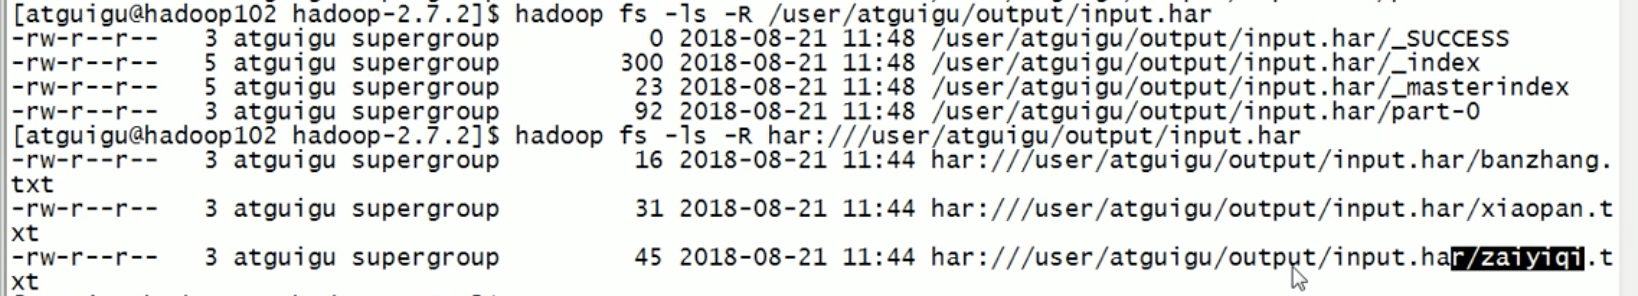 [atguigu@hadoop102 hadoop-2.7.2]$ hadoop fs -ls -R /user/atguigu/output/input.har
-rw-r--r--   3 atguigu supergroup          0 2018-08-21 11:48 /user/atguigu/output/input.har/_SUCCESS
-rw-r--r--   5 atguigu supergroup        300 2018-08-21 11:48 /user/atguigu/output/input.har/_index
-rw-r--r--   5 atguigu supergroup         23 2018-08-21 11:48 /user/atguigu/output/input.har/_masterindex
-rw-r--r--   3 atguigu supergroup         92 2018-08-21 11:48 /user/atguigu/output/input.har/part-0
[atguigu@hadoop102 hadoop-2.7.2]$ hadoop fs -ls -R har:///user/atguigu/output/input.har
-rw-r--r--   3 atguigu supergroup         16 2018-08-21 11:44 har:///user/atguigu/output/input.har/banzhang.
txt
-rw-r--r--   3 atguigu supergroup         31 2018-08-21 11:44 har:///user/atguigu/output/input.har/xiaopan.t
xt
-rw-r--r--   3 atguigu supergroup         45 2018-08-21 11:44 har:///user/atguigu/output/input.har/zaiyiqi.t
xt